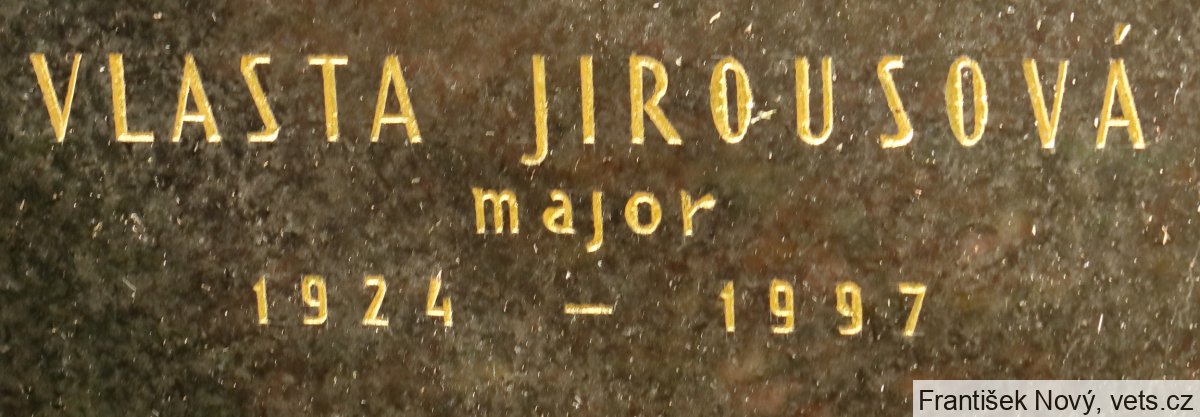 VLASTA JIROUSOVÁ
major
1924 – 1997
František Nový, vets.cz